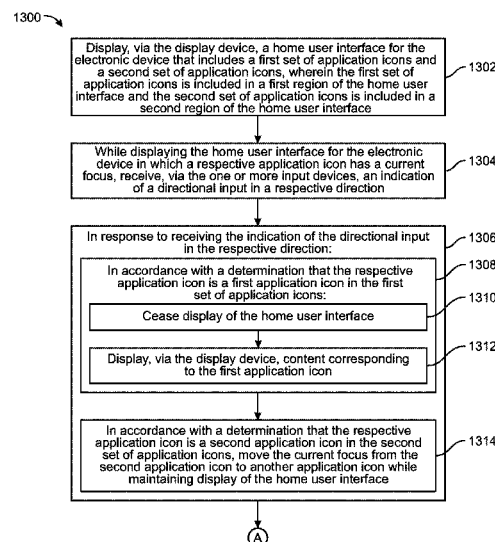 1300
Display, via the display device, a home user interface for the
electronic device that includes a first set of application icons and
a second set of application icons, wherein the first set of
application icons is included in a first region of the home user
interface and the second set of application icons is included in a
second region of the home user interface
1302
While displaying the home user interface for the electronic
device in which a respective application icon has a current
focus, receive, via the one or more input devices, an indication
of a directional input in a respective direction
1304
In response to receiving the indication of the directional input
in the respective direction:
1306
In accordance with a determination that the respective
application icon is a first application icon in the first
set of application icons:
1308
Cease display of the home user interface
1310
Display, via the display device, content corresponding
to the first application icon
1312
In accordance with a determination that the respective
application icon is a second application icon in the second
set of application icons, move the current focus from the
second application icon to another application icon while
maintaining display of the home user interface
1314
A